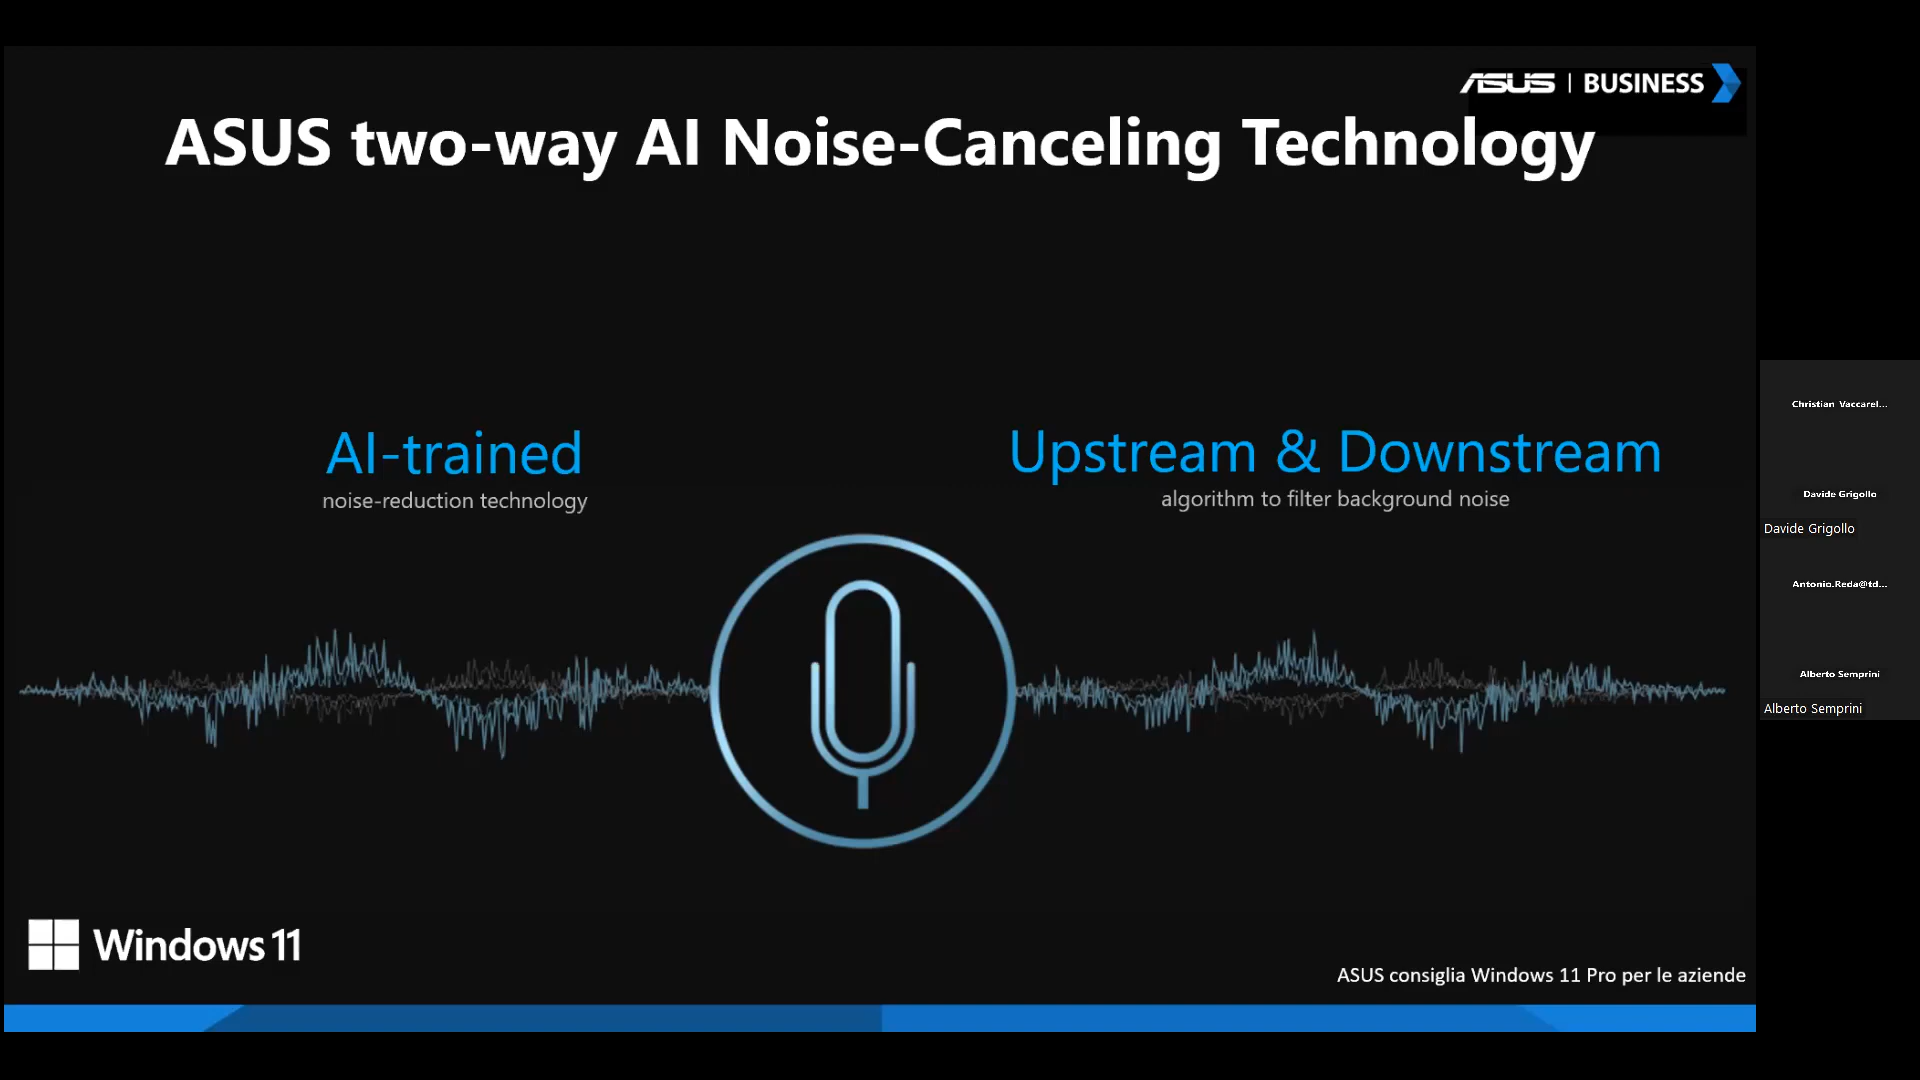 ASUS | BUSINESS
ASUS two-way AI Noise-Canceling Technology
AI-trained
noise-reduction technology
Upstream & Downstream
algorithm to filter background noise
Windows 11
ASUS consiglia Windows 11 Pro per le aziende
Christian Vaccarel...
Davide Grigollo
Davide Grigollo
Antonio.Reda@td...
Alberto Semprini
Alberto Semprini